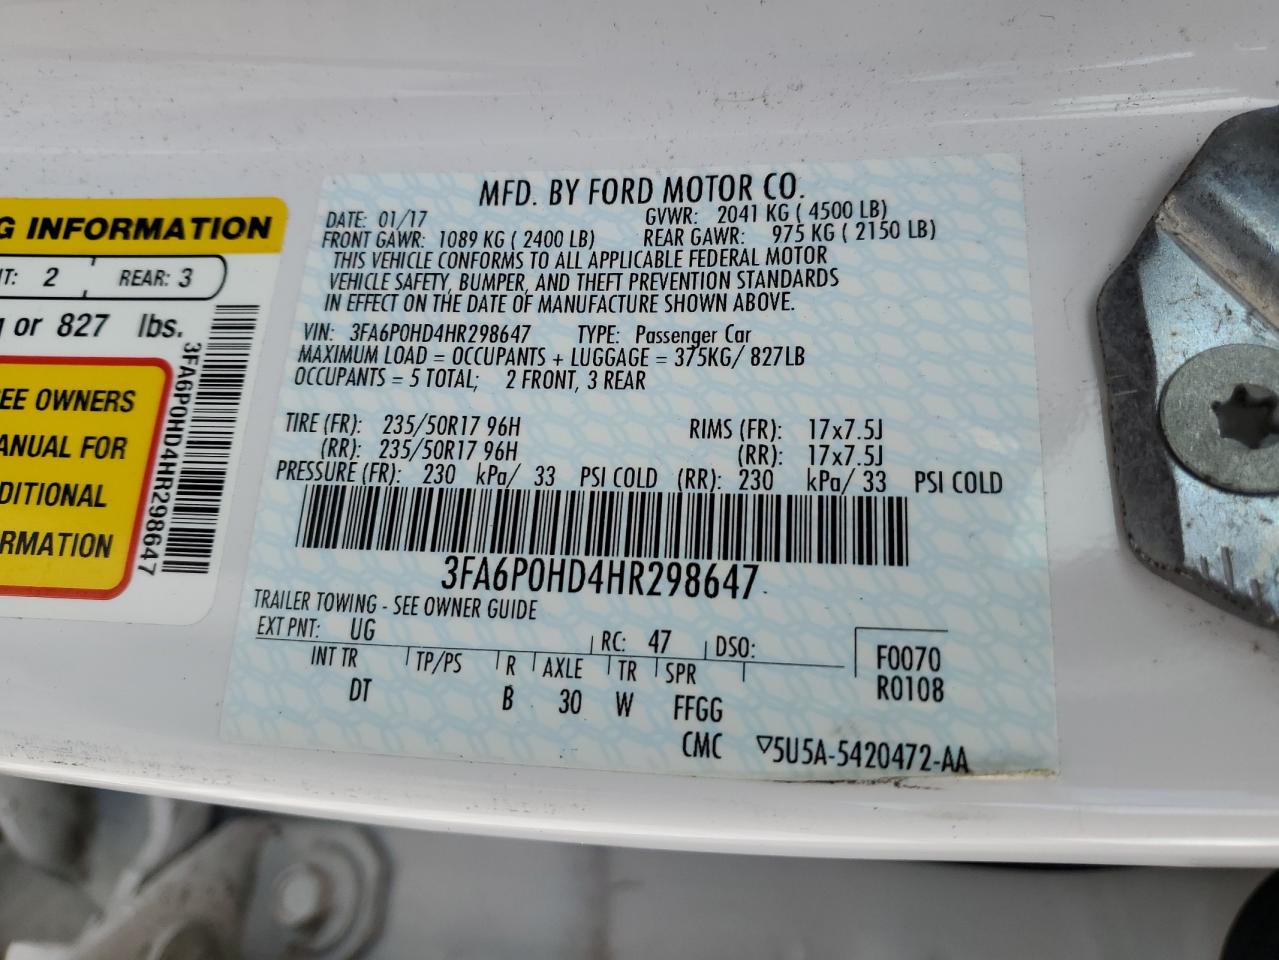 G INFORMATION
NT: 2 REAR: 3
g or 827 lbs.
EE OWNERS
ANUAL FOR
DITIONAL
RMATION
3FA6P0HD4HR298647
MFD. BY FORD MOTOR CO.
DATE: 01/17 GVWR: 2041 KG ( 4500 LB)
FRONT GAWR: 1089 KG ( 2400 LB) REAR GAWR: 975 KG ( 2150 LB)
THIS VEHICLE CONFORMS TO ALL APPLICABLE FEDERAL MOTOR
VEHICLE SAFETY, BUMPER, AND THEFT PREVENTION STANDARDS
IN EFFECT ON THE DATE OF MANUFACTURE SHOWN ABOVE.
VIN: 3FA6P0HD4HR298647 TYPE: Passenger Car
MAXIMUM LOAD = OCCUPANTS + LUGGAGE = 375KG/ 827LB
OCCUPANTS = 5 TOTAL; 2 FRONT, 3 REAR
TIRE (FR): 235/50R17 96H RIMS (FR): 17x7.5J
(RR): 235/50R17 96H (RR): 17x7.5J
PRESSURE (FR): 230 kPa/ 33 PSI COLD (RR): 230 kPa/ 33 PSI COLD
3FA6P0HD4HR298647
TRAILER TOWING - SEE OWNER GUIDE
EXT PNT: UG RC: 47 DSO:
INT TR TP/PS R AXLE TR SPR
DT B 30 W FFGG
F0070
R0108
CMC ▽5U5A-5420472-AA